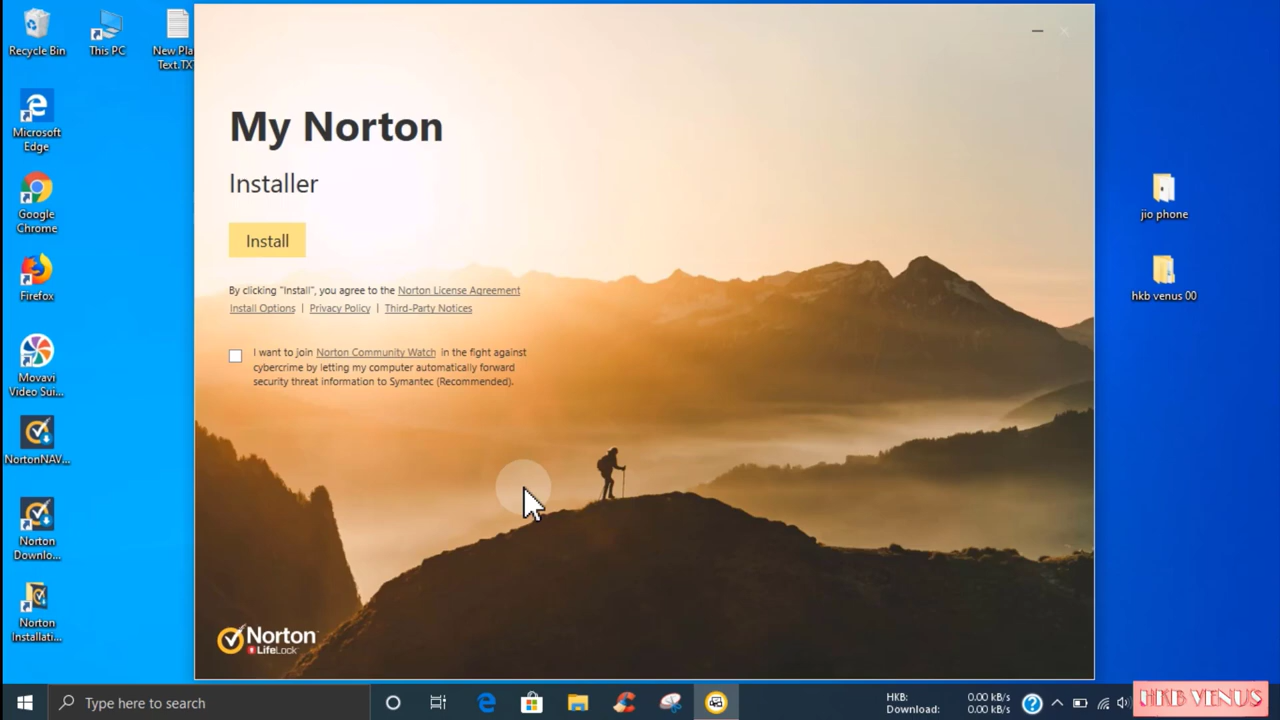 Recycle Bin
This PC
New Pla
Text.TX
Microsoft
Edge
Google
Chrome
Firefox
Movavi
Video Sui...
NortonNAV...
Norton
Downlo...
Norton
Installati...
My Norton
Installer
Install
By clicking "Install", you agree to the Norton License Agreement
Install Options | Privacy Policy | Third-Party Notices
I want to join Norton Community Watch in the fight against
cybercrime by letting my computer automatically forward
security threat information to Symantec (Recommended).
Norton
LifeLock
jio phone
hkb venus 00
Type here to search
HKB: 0.00 kB/s
Download: 0.00 kB/s
HKB VENUS